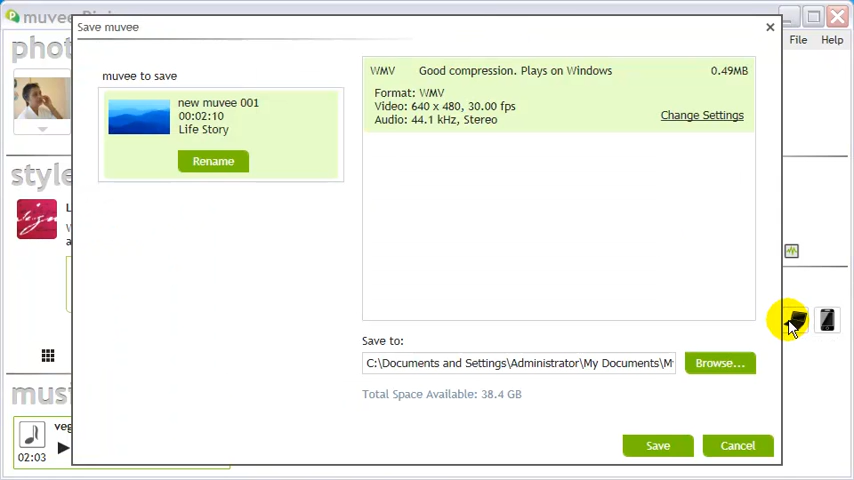 muvee
Save muvee
File
Help
pho
muvee to save
new muvee 001
00:02:10
Life Story
Rename
WMV Good compression. Plays on Windows 0.49MB
Format: WMV
Video: 640 x 480, 30.00 fps
Audio: 44.1 kHz, Stereo
Change Settings
style
L
W
a
Save to:
C:\Documents and Settings\Administrator\My Documents\M
Browse...
Total Space Available: 38.4 GB
musi
veg
02:03
Save
Cancel